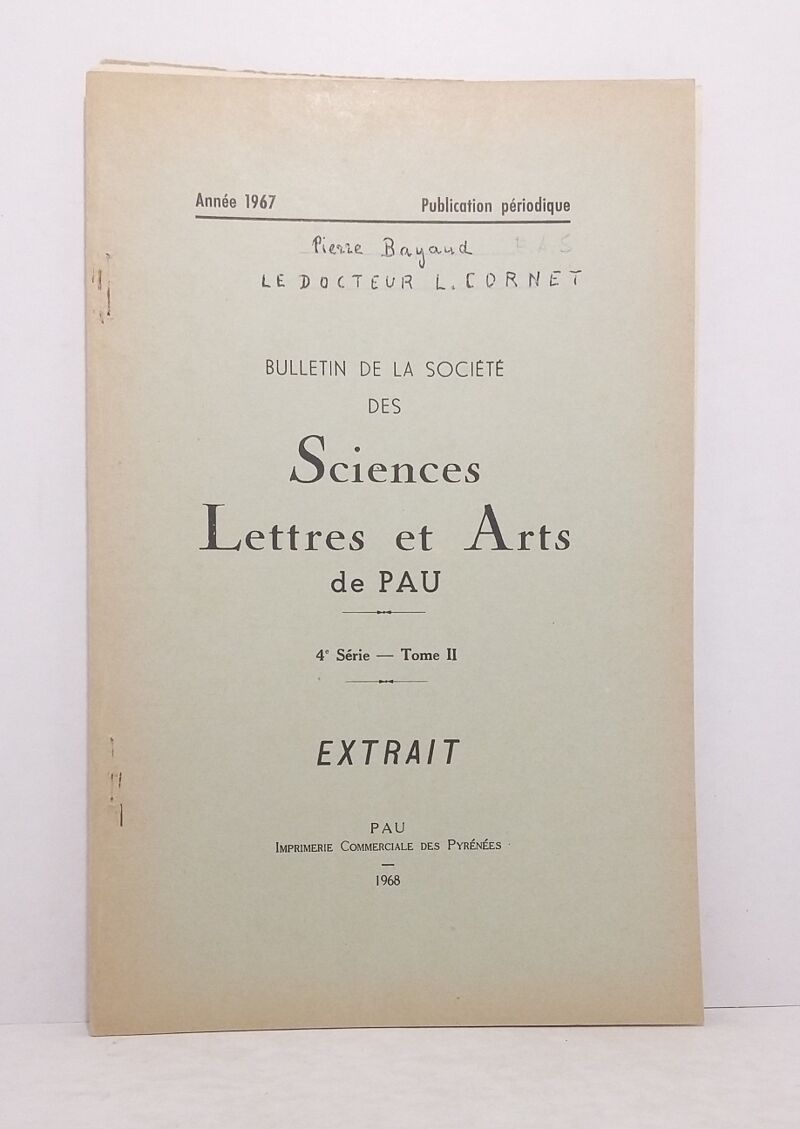 Année 1967 Publication périodique
Pierre Bayaud E.A.S
LE DOCTEUR L. CORNET
BULLETIN DE LA SOCIÉTÉ
DES
Sciences
Lettres et Arts
de PAU
4e Série — Tome II
EXTRAIT
PAU
IMPRIMERIE COMMERCIALE DES PYRÉNÉES
1968